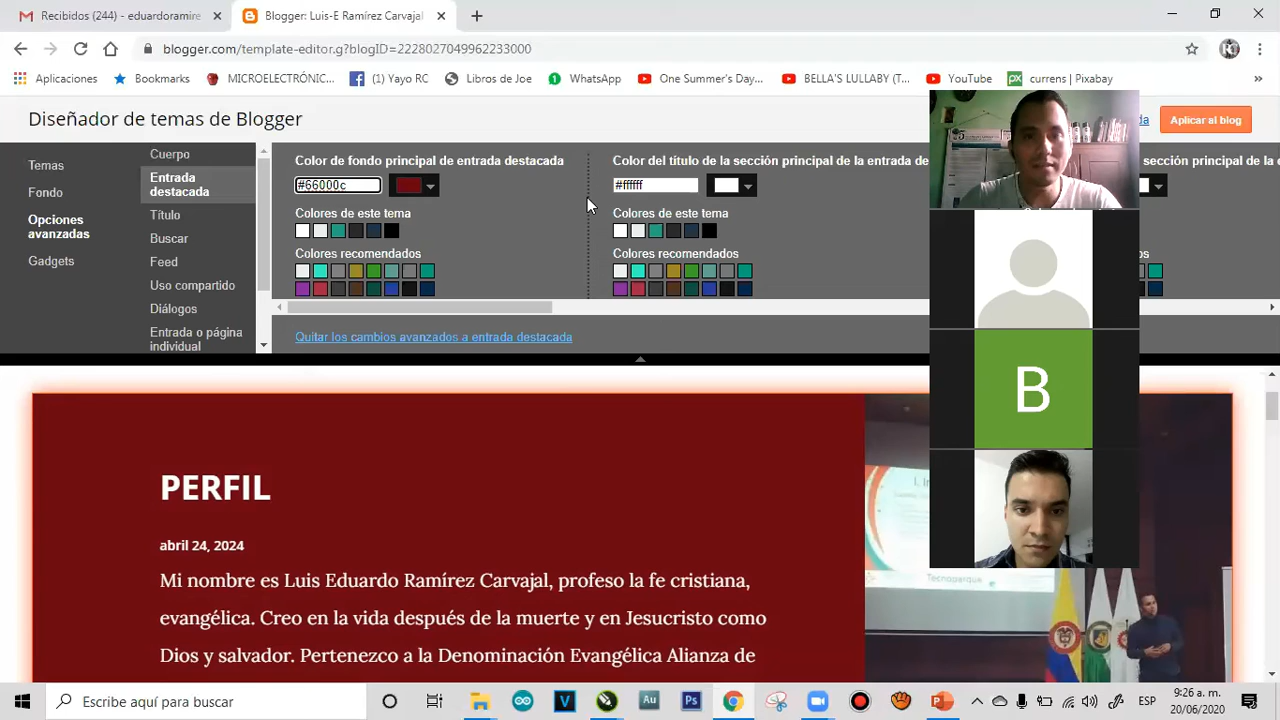 Recibidos (244) - eduardoramire
Blogger: Luis-E Ramírez Carvajal
blogger.com/template-editor.g?blogID=2228027049962233000
Aplicaciones
Bookmarks
MICROELECTRÓNIC...
(1) Yayo RC
Libros de Joe
WhatsApp
One Summer's Day...
BELLA'S LULLABY (T...
YouTube
px
currens | Pixabay
»
Diseñador de temas de Blogger
Aplicar al blog
Temas
Fondo
Opciones
avanzadas
Gadgets
Cuerpo
Entrada
destacada
Título
Buscar
Feed
Uso compartido
Diálogos
Entrada o página
individual
Color de fondo principal de entrada destacada
#66000c
Colores de este tema
Colores recomendados
Color del título de la sección principal de la entrada
#ffffff
Colores de este tema
Colores recomendados
Quitar los cambios avanzados a entrada destacada
B
PERFIL
abril 24, 2024
Mi nombre es Luis Eduardo Ramírez Carvajal, profeso la fe cristiana,
evangélica. Creo en la vida después de la muerte y en Jesucristo como
Dios y salvador. Pertenezco a la Denominación Evangélica Alianza de
Tecnoparque
Escribe aquí para buscar
V
Au
Ps
ESP
9:26 a. m.
20/06/2020